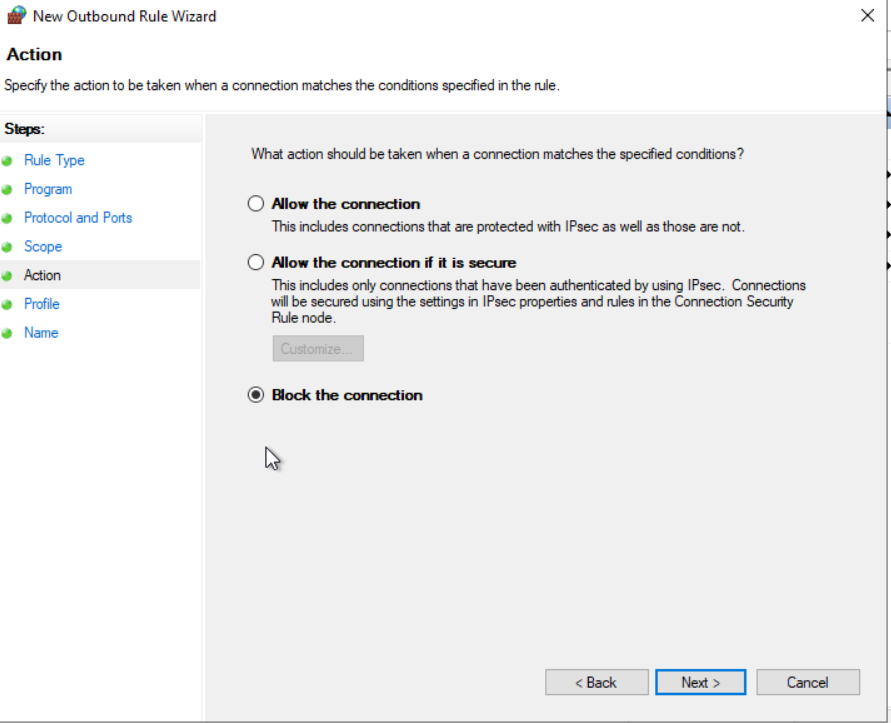 New Outbound Rule Wizard
Action
Specify the action to be taken when a connection matches the conditions specified in the rule.
Steps:
Rule Type
Program
Protocol and Ports
Scope
Action
Profile
Name
What action should be taken when a connection matches the specified conditions?
Allow the connection
This includes connections that are protected with IPsec as well as those are not.
Allow the connection if it is secure
This includes only connections that have been authenticated by using IPsec. Connections
will be secured using the settings in IPsec properties and rules in the Connection Security
Rule node.
Customize...
Block the connection
< Back
Next >
Cancel